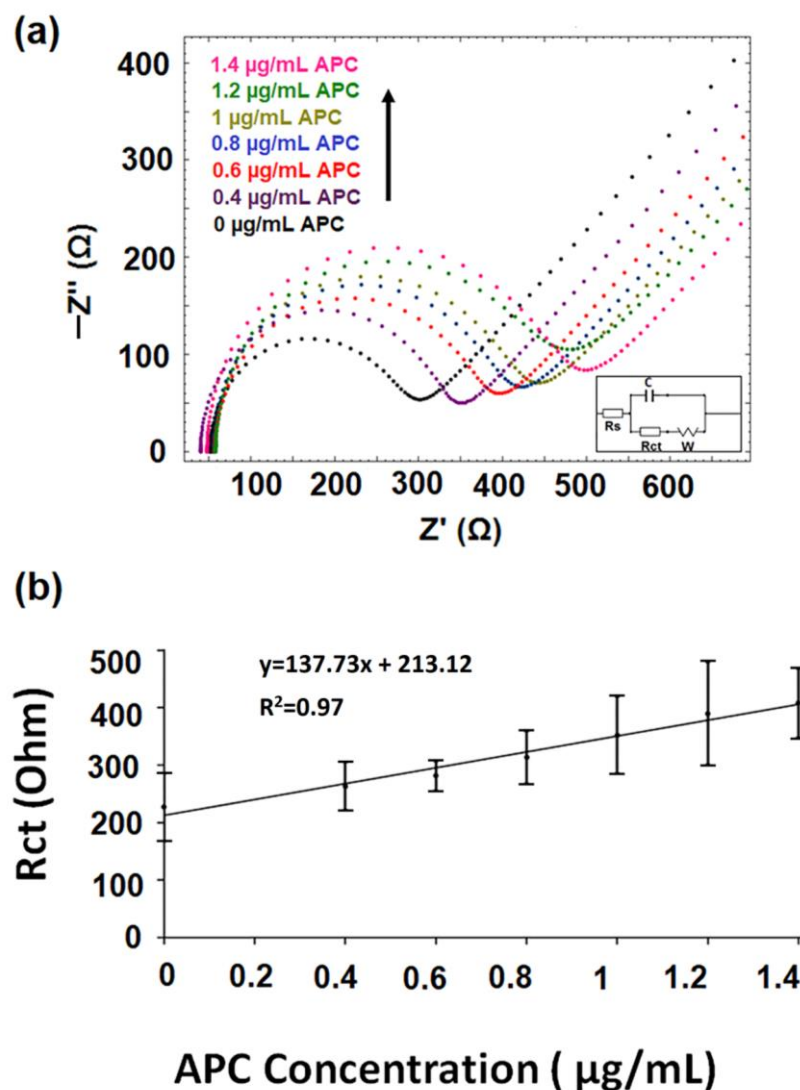 (a)
400
300
200
100
0
−Z'' (Ω)
1.4 µg/mL APC
1.2 µg/mL APC
1 µg/mL APC
0.8 µg/mL APC
0.6 µg/mL APC
0.4 µg/mL APC
0 µg/mL APC
C
Rs
Rct W
100 200 300 400 500 600
Z' (Ω)
(b)
500
400
300
200
100
0
Rct (Ohm)
y=137.73x + 213.12
R²=0.97
0 0.2 0.4 0.6 0.8 1 1.2 1.4
APC Concentration ( µg/mL)